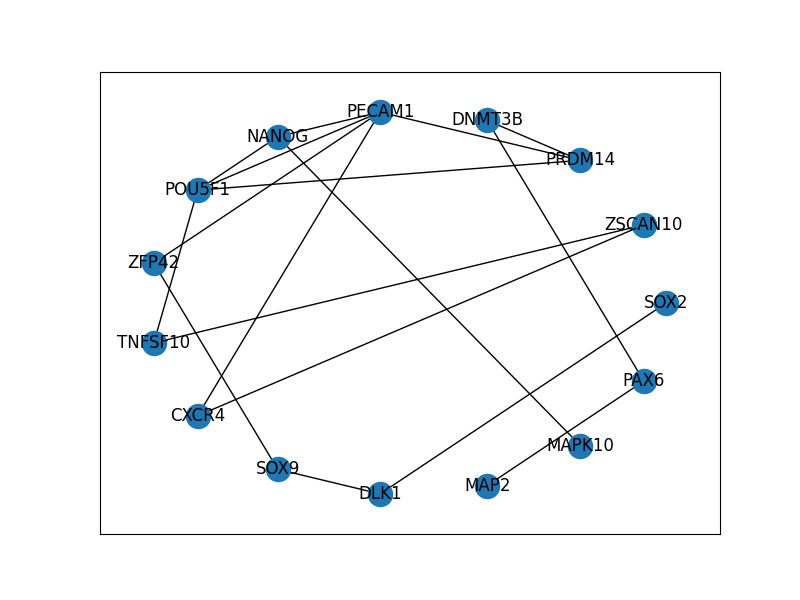 PECAM1
DNMT3B
NANOG
PRDM14
POU5F1
ZSCAN10
ZFP42
SOX2
TNFSF10
PAX6
CXCR4
MAPK10
SOX9
MAP2
DLK1